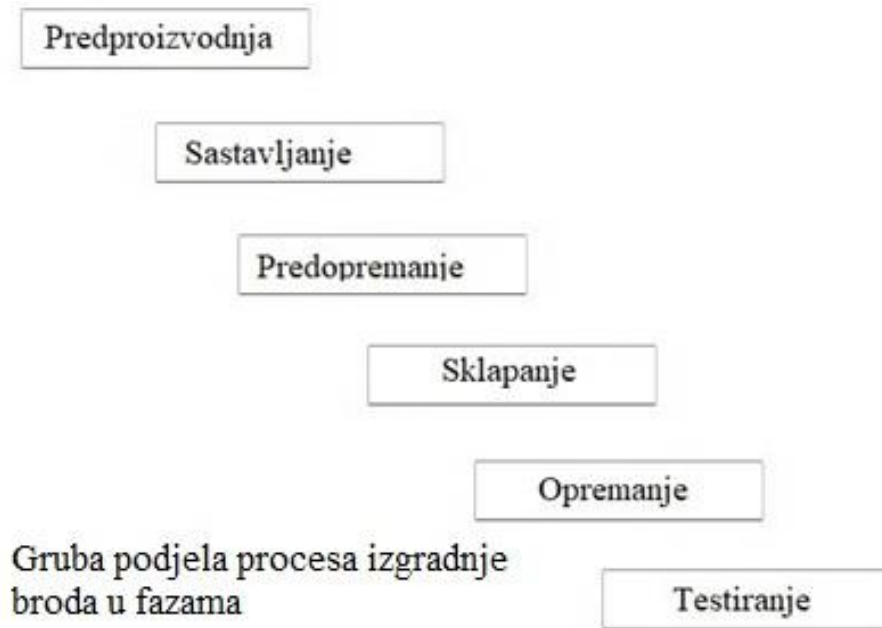 Predproizvodnja
Sastavljanje
Predopremanje
Sklapanje
Opremanje
Gruba podjela procesa izgradnje
broda u fazama
Testiranje